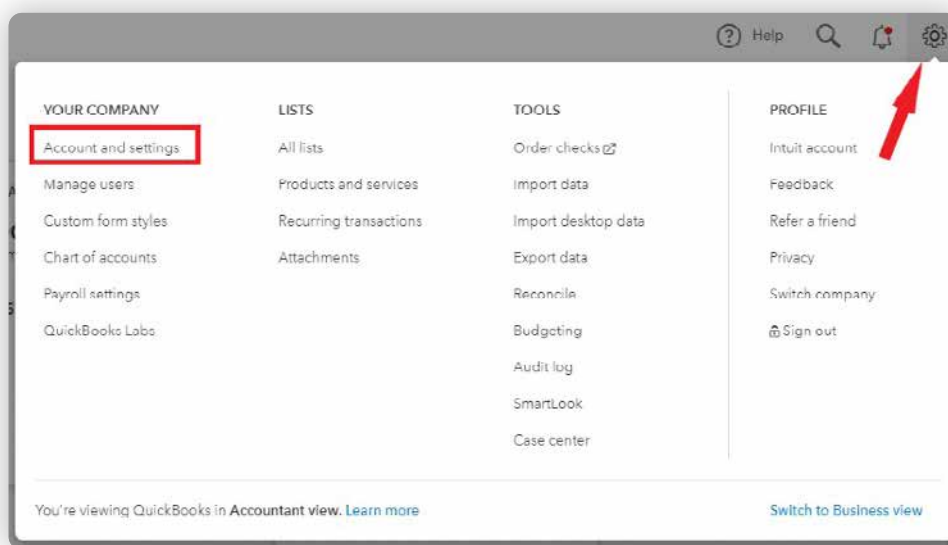 Help
YOUR COMPANY
Account and settings
Manage users
Custom form styles
Chart of accounts
Payroll settings
QuickBooks Labs
LISTS
All lists
Products and services
Recurring transactions
Attachments
TOOLS
Order checks
Import data
Import desktop data
Export data
Reconcile
Budgeting
Audit log
SmartLook
Case center
PROFILE
Intuit account
Feedback
Refer a friend
Privacy
Switch company
Sign out
You're viewing QuickBooks in Accountant view. Learn more
Switch to Business view